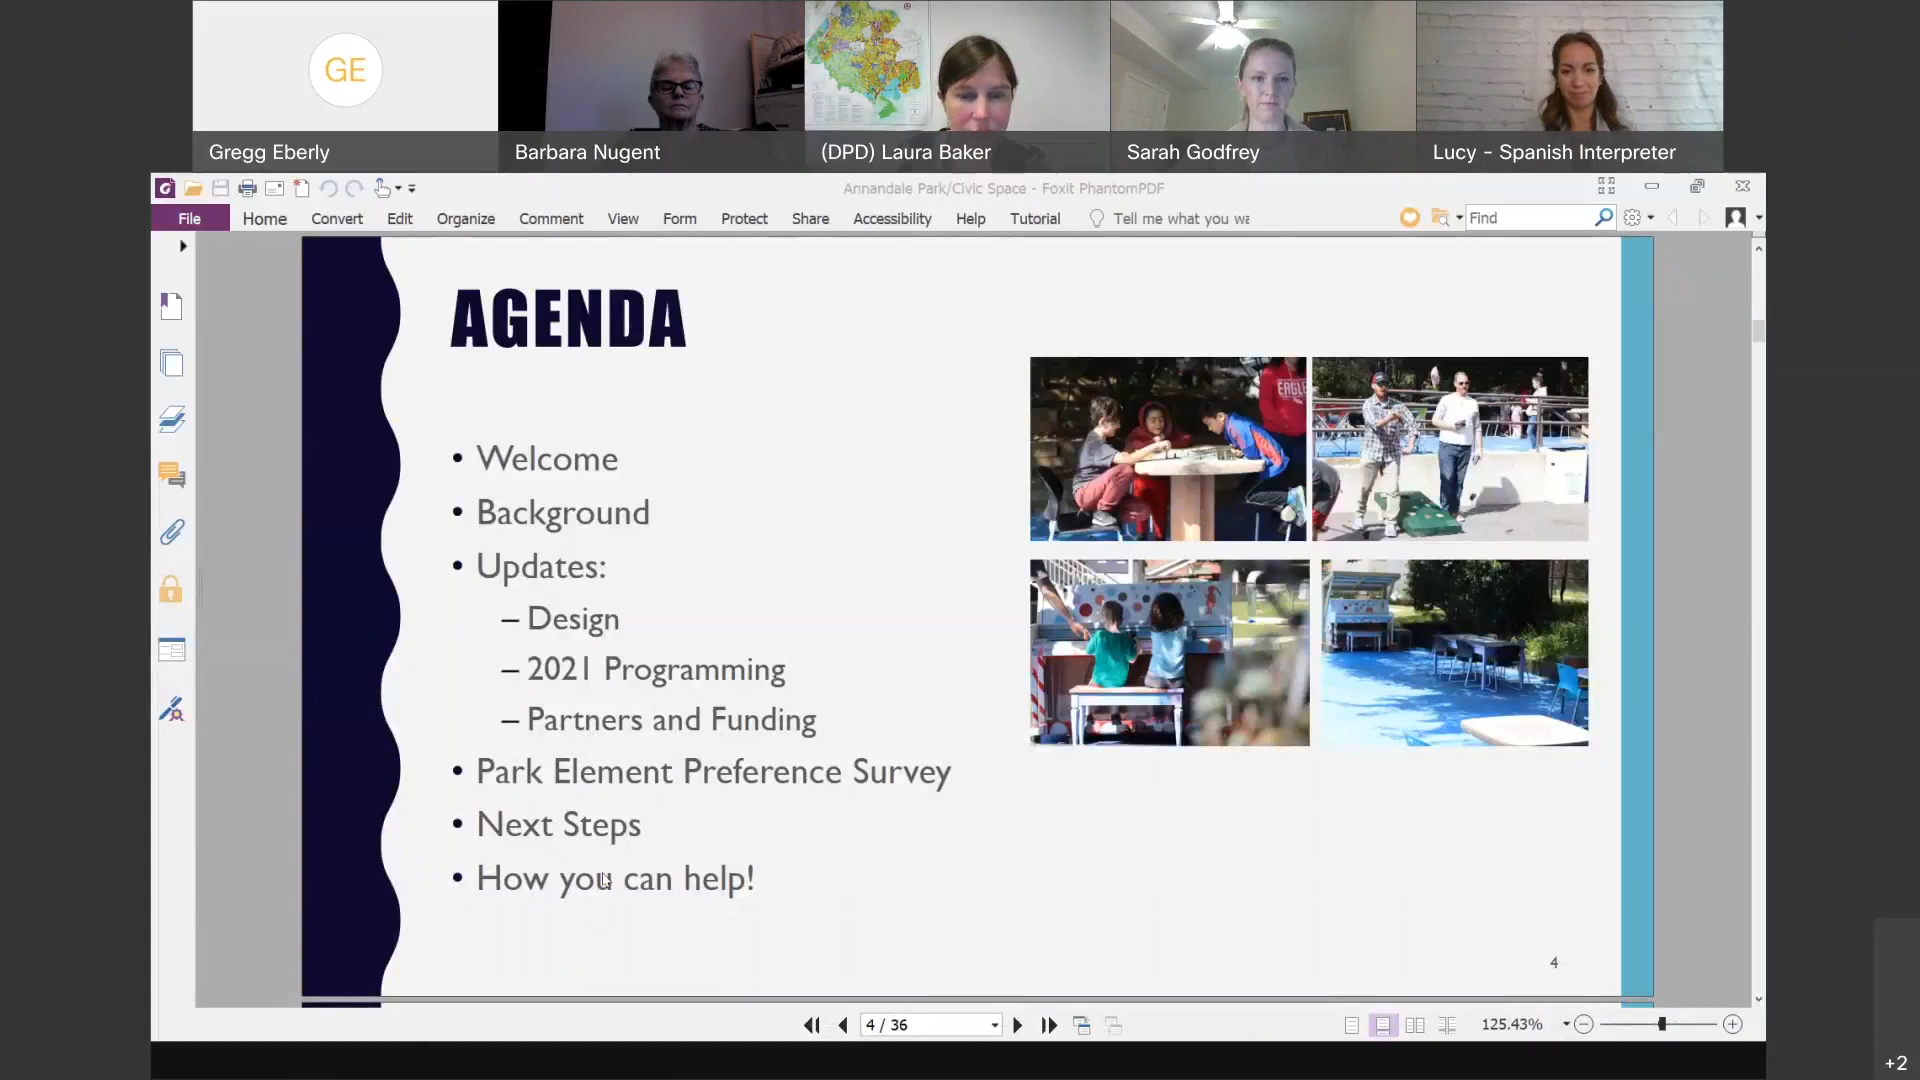 GE
Gregg Eberly
Barbara Nugent
(DPD) Laura Baker
Sarah Godfrey
Lucy - Spanish Interpreter
Annandale Park/Civic Space - Foxit PhantomPDF
File Home Convert Edit Organize Comment View Form Protect Share Accessibility Help Tutorial Tell me what you wa Find
AGENDA
EAGLE
• Welcome
• Background
• Updates:
– Design
– 2021 Programming
– Partners and Funding
• Park Element Preference Survey
• Next Steps
• How you can help!
4
4 / 36
125.43%
+2